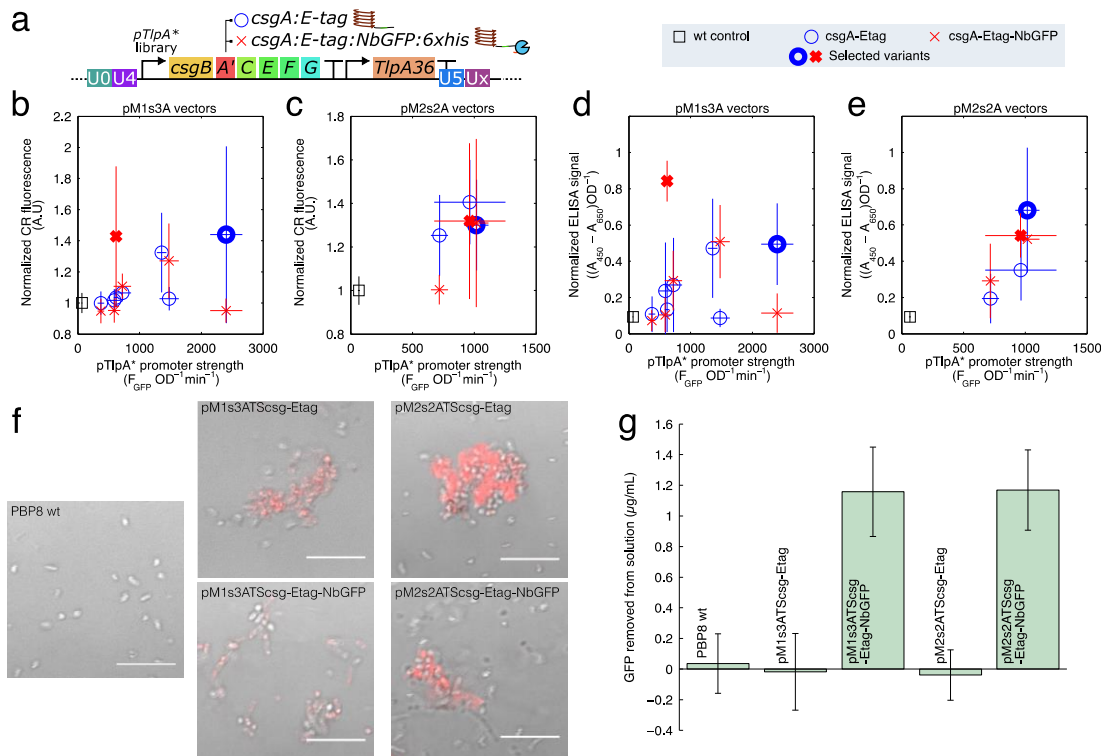 a
pTlpA*
library
csgA:E-tag
csgA:E-tag:NbGFP:6xhis
U0 U4 csgB A' C E F G TlpA36 U5 Ux
wt control
csgA-Etag
csgA-Etag-NbGFP
Selected variants
b
pM1s3A vectors
Normalized CR fluorescence
(A.U.)
2.2
2
1.8
1.6
1.4
1.2
1
0.8
0 1000 2000 3000
pTlpA* promoter strength
(F_GFP OD⁻¹min⁻¹)
c
pM2s2A vectors
Normalized CR fluorescence
(A.U.)
2
1.8
1.6
1.4
1.2
1
0.8
0 500 1000 1500
pTlpA* promoter strength
(F_GFP OD⁻¹min⁻¹)
d
pM1s3A vectors
Normalized ELISA signal
((A_450 − A_650)OD⁻¹)
1
0.8
0.6
0.4
0.2
0
0 1000 2000 3000
pTlpA* promoter strength
(F_GFP OD⁻¹min⁻¹)
e
pM2s2A vectors
Normalized ELISA signal
((A_450 − A_650)OD⁻¹)
1
0.8
0.6
0.4
0.2
0
0 500 1000 1500
pTlpA* promoter strength
(F_GFP OD⁻¹min⁻¹)
f
PBP8 wt
pM1s3ATScsg-Etag
pM2s2ATScsg-Etag
pM1s3ATScsg-Etag-NbGFP
pM2s2ATScsg-Etag-NbGFP
g
GFP removed from solution (µg/mL)
1.6
1.4
1.2
1
0.8
0.6
0.4
0.2
0
−0.2
−0.4
PBP8 wt
pM1s3ATScsg-Etag
pM1s3ATScsg
-Etag-NbGFP
pM2s2ATScsg-Etag
pM2s2ATScsg
-Etag-NbGFP